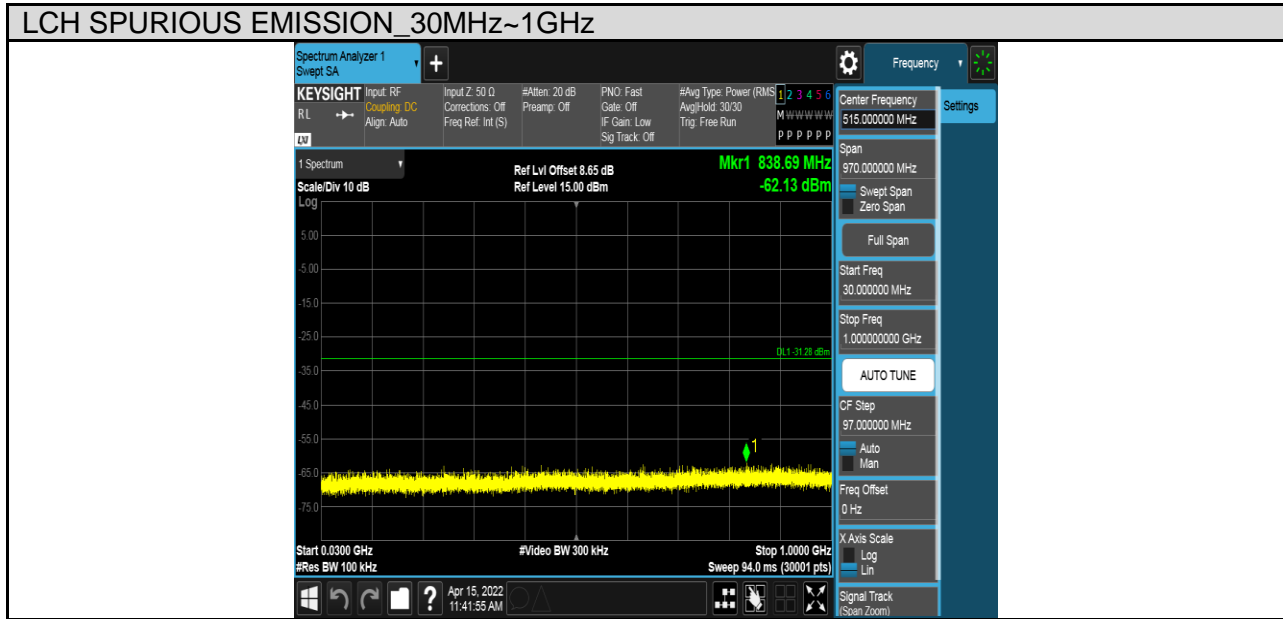 LCH SPURIOUS EMISSION_30MHz~1GHz
Spectrum Analyzer 1
Swept SA
+
Frequency
KEYSIGHT
RL
LXI
Input: RF
Coupling: DC
Align: Auto
Input Z: 50 Ω
Corrections: Off
Freq Ref: Int (S)
#Atten: 20 dB
Preamp: Off
PNO: Fast
Gate: Off
IF Gain: Low
Sig Track: Off
#Avg Type: Power (RMS
Avg|Hold: 30/30
Trig: Free Run
1 2 3 4 5 6
M W W W W W
P P P P P P
1 Spectrum
Scale/Div 10 dB
Log
Ref Lvl Offset 8.65 dB
Ref Level 15.00 dBm
Mkr1 838.69 MHz
-62.13 dBm
5.00
-5.00
-15.0
-25.0
-35.0
-45.0
-55.0
-65.0
-75.0
DL1 -31.28 dBm
1
Start 0.0300 GHz
#Res BW 100 kHz
#Video BW 300 kHz
Stop 1.0000 GHz
Sweep 94.0 ms (30001 pts)
?
Apr 15, 2022
11:41:55 AM
Center Frequency
515.000000 MHz
Settings
Span
970.000000 MHz
Swept Span
Zero Span
Full Span
Start Freq
30.000000 MHz
Stop Freq
1.000000000 GHz
AUTO TUNE
CF Step
97.000000 MHz
Auto
Man
Freq Offset
0 Hz
X Axis Scale
Log
Lin
Signal Track
(Span Zoom)